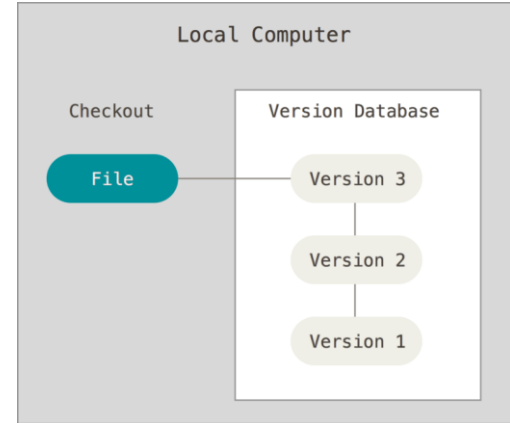 Local Computer
Checkout
Version Database
File
Version 3
Version 2
Version 1